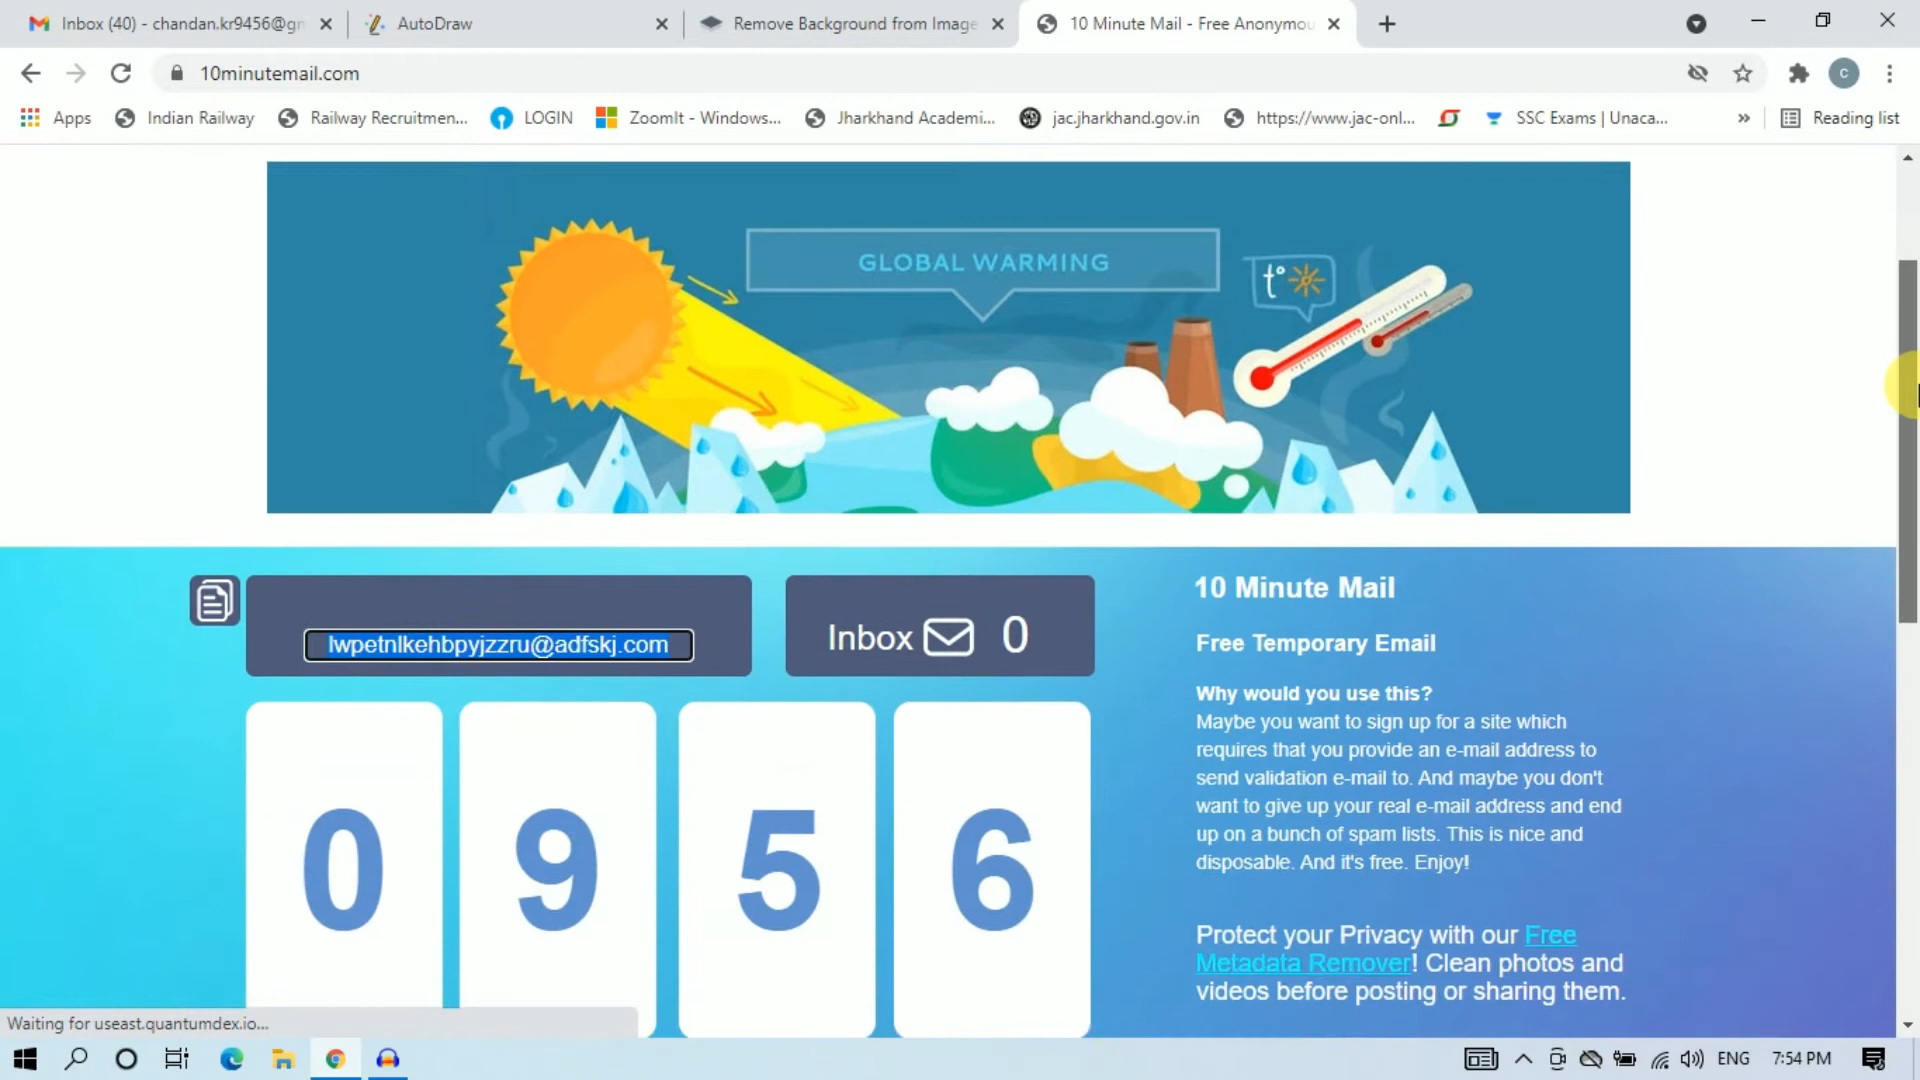 Inbox (40) - chandan.kr9456@gm
AutoDraw
Remove Background from Image
10 Minute Mail - Free Anonymou
10minutemail.com
C
Apps
Indian Railway
Railway Recruitmen...
LOGIN
ZoomIt - Windows...
Jharkhand Academi...
jac.jharkhand.gov.in
https://www.jac-onl...
SSC Exams | Unaca...
»
Reading list
GLOBAL WARMING
t°
lwpetnlkehbpyjzzru@adfskj.com
Inbox 0
0 9 5 6
10 Minute Mail
Free Temporary Email
Why would you use this?
Maybe you want to sign up for a site which
requires that you provide an e-mail address to
send validation e-mail to. And maybe you don't
want to give up your real e-mail address and end
up on a bunch of spam lists. This is nice and
disposable. And it's free. Enjoy!
Protect your Privacy with our Free
Metadata Remover! Clean photos and
videos before posting or sharing them.
Waiting for useast.quantumdex.io...
ENG
7:54 PM